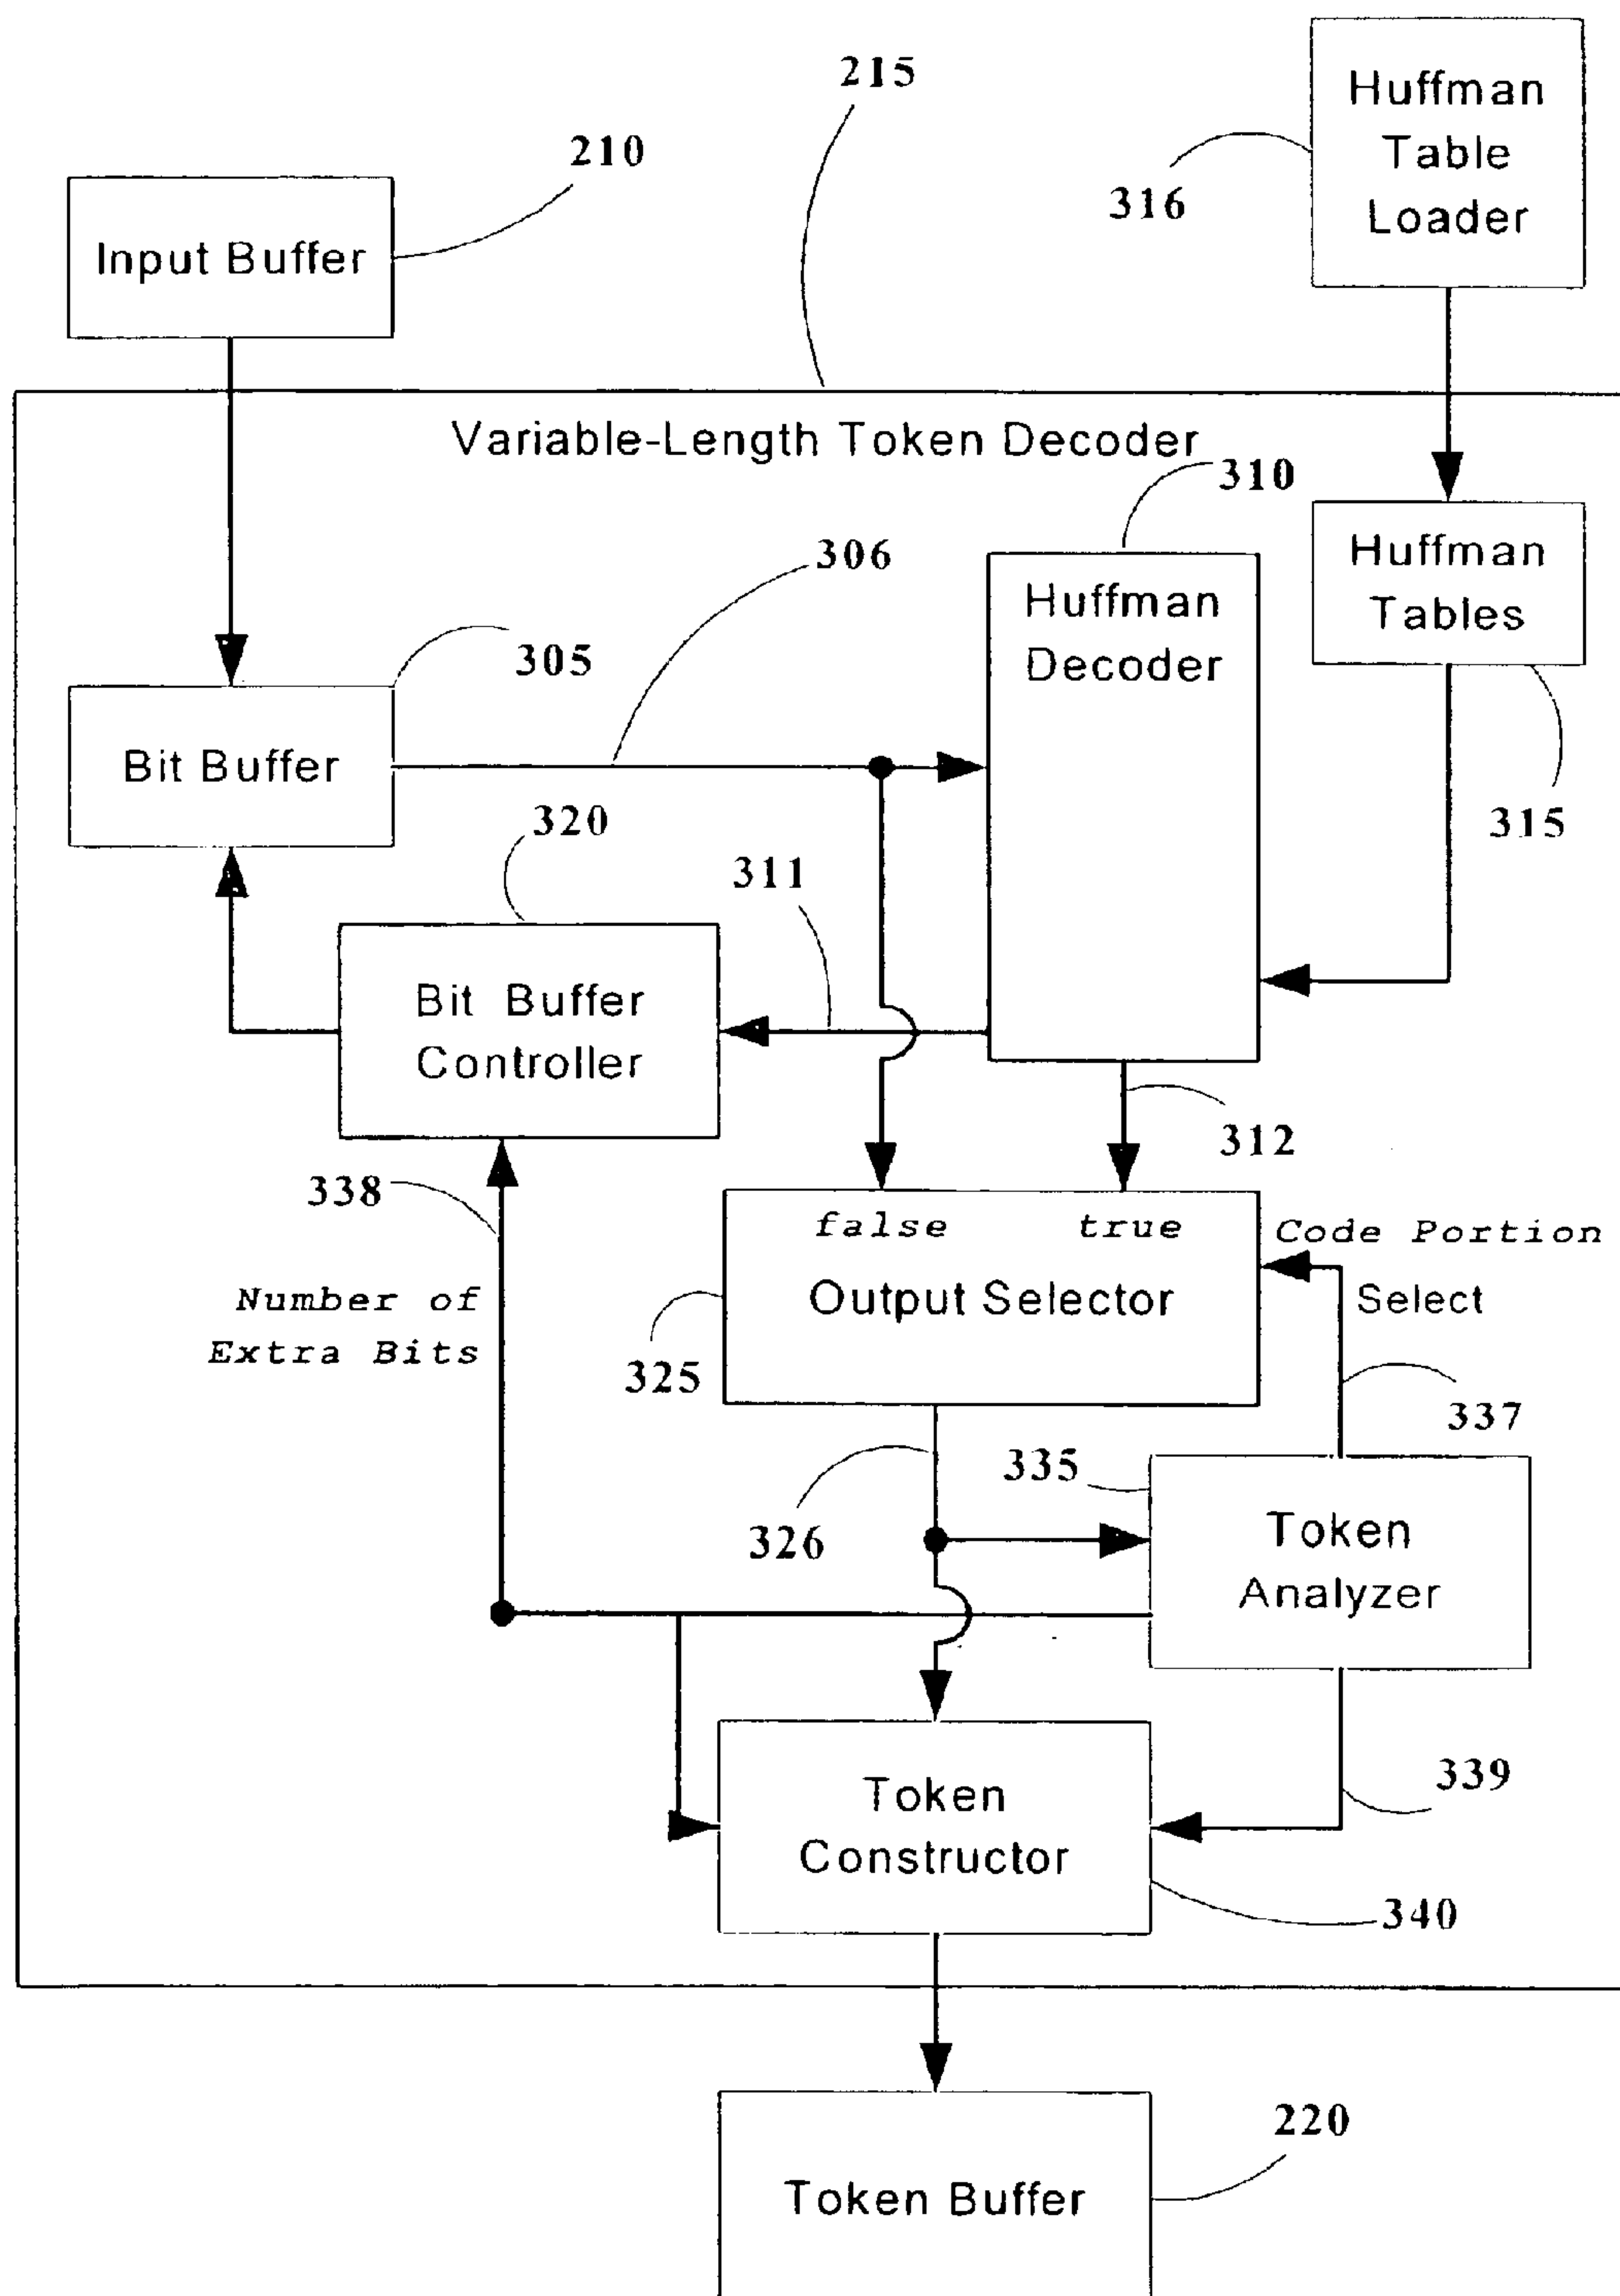 215
Huffman
Table
Loader
210
316
Input Buffer
Variable-Length Token Decoder
310
306
Huffman
Tables
Huffman
Decoder
305
Bit Buffer
320
315
311
Bit Buffer
Controller
312
338
false true
Code Portion
Number of
Extra Bits
Output Selector
Select
325
337
335
326
Token
Analyzer
339
Token
Constructor
340
220
Token Buffer